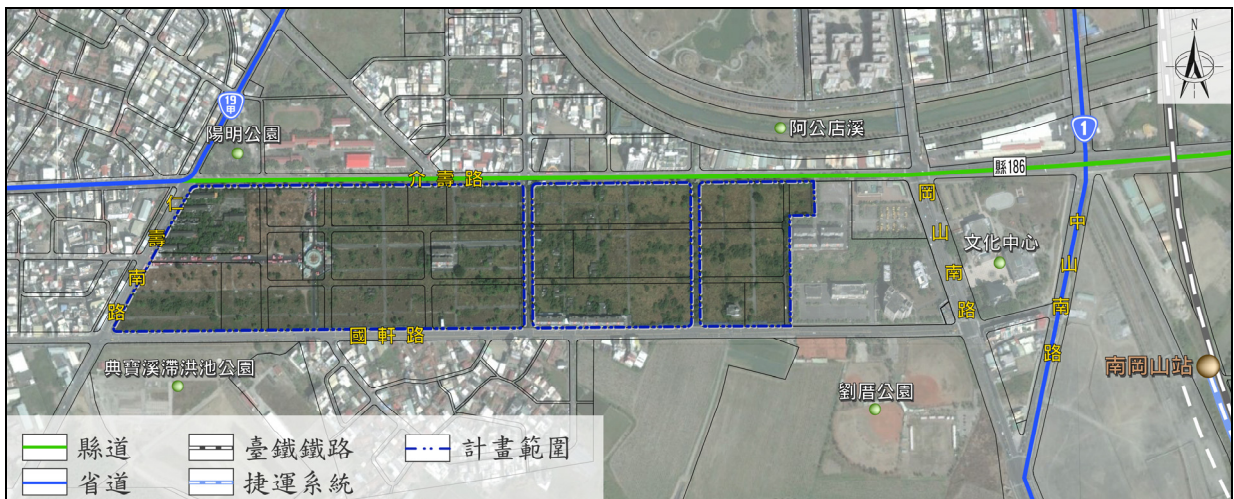 N
19
甲
1
陽明公園
阿公店溪
縣186
介壽路
仁壽南路
岡山南路
文化中心
中山南路
國軒路
典寶溪滯洪池公園
劉厝公園
南岡山站
縣道
臺鐵鐵路
計畫範圍
省道
捷運系統